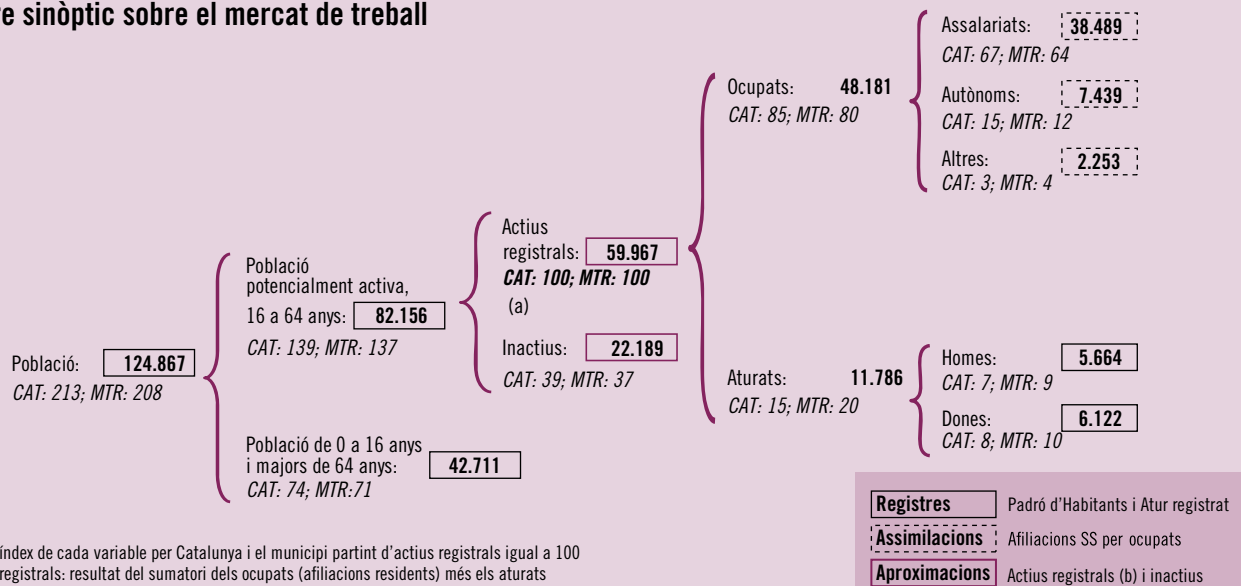 e sinòptic sobre el mercat de treball
Població: 124.867
CAT: 213; MTR: 208
Població
potencialment activa,
16 a 64 anys: 82.156
CAT: 139; MTR: 137
Població de 0 a 16 anys
i majors de 64 anys: 42.711
CAT: 74; MTR:71
Actius
registrals: 59.967
CAT: 100; MTR: 100
(a)
Inactius: 22.189
CAT: 39; MTR: 37
Ocupats: 48.181
CAT: 85; MTR: 80
Aturats: 11.786
CAT: 15; MTR: 20
Assalariats: 38.489
CAT: 67; MTR: 64
Autònoms: 7.439
CAT: 15; MTR: 12
Altres: 2.253
CAT: 3; MTR: 4
Homes: 5.664
CAT: 7; MTR: 9
Dones: 6.122
CAT: 8; MTR: 10
Registres Padró d'Habitants i Atur registrat
Assimilacions Afiliacions SS per ocupats
Aproximacions Actius registrals (b) i inactius
índex de cada variable per Catalunya i el municipi partint d'actius registrals igual a 100
registrals: resultat del sumatori dels ocupats (afiliacions residents) més els aturats